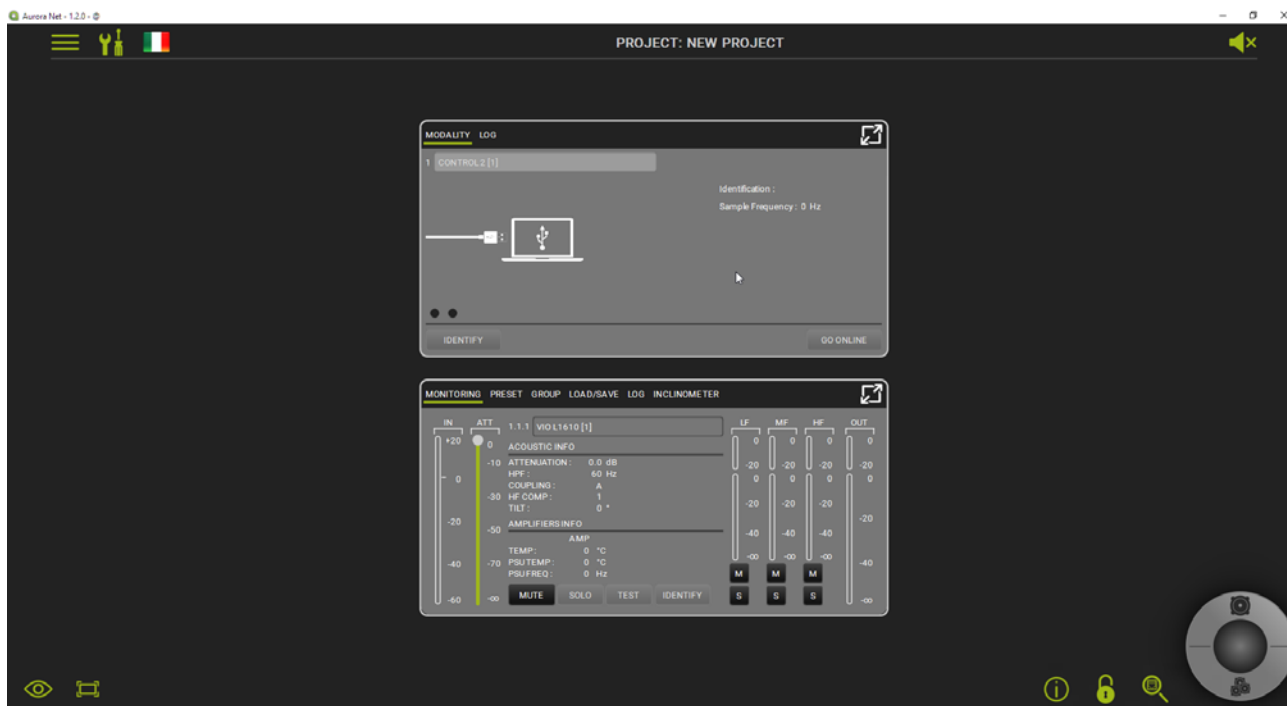 Aurora Net - 1.2.0 - @
PROJECT: NEW PROJECT
MODALITY LOG
1 CONTROL 2 [1]
Identification :
Sample Frequency : 0 Hz
IDENTIFY GO ONLINE
MONITORING PRESET GROUP LOAD/SAVE LOG INCLINOMETER
IN ATT 1.1.1 VIO L1610 [1] LF MF HF OUT
+20 0 ACOUSTIC INFO 0 0 0 0
-10 ATTENUATION : 0.0 dB -20 -20 -20 -20
0 HPF : 60 Hz 0 0 0 0
COUPLING : A
-30 HF COMP : 1 -20 -20 -20
TILT : 0 °
-20 AMPLIFIERS INFO -20
-50 AMP -40 -40 -40
TEMP : 0 °C -∞ -∞ -∞
-40 -70 PSU TEMP : 0 °C -40
PSU FREQ : 0 Hz M M M
-60 -∞ MUTE SOLO TEST IDENTIFY S S S -∞